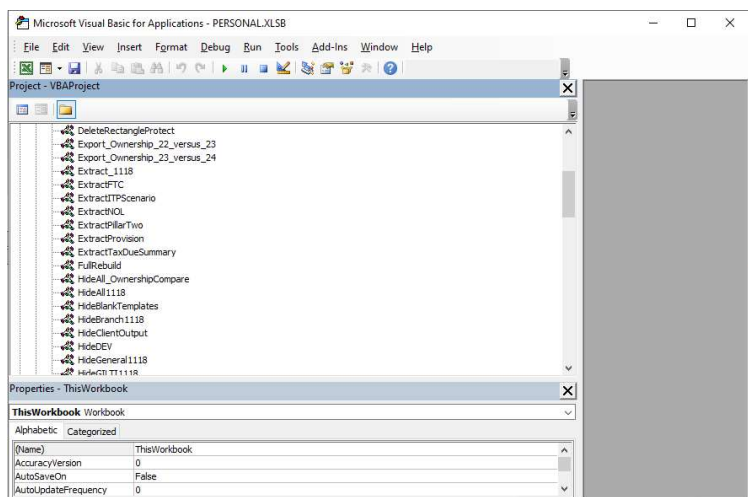 Microsoft Visual Basic for Applications - PERSONAL.XLSB
File Edit View Insert Format Debug Run Tools Add-Ins Window Help
Project - VBAProject
DeleteRectangleProtect
Export_Ownership_22_versus_23
Export_Ownership_23_versus_24
Extract_1118
ExtractFTC
ExtractITPScenario
ExtractNOL
ExtractPillarTwo
ExtractProvision
ExtractTaxDueSummary
FullRebuild
HideAll_OwnershipCompare
HideAll1118
HideBlankTemplates
HideBranch1118
HideClientOutput
HideDEV
HideGeneral1118
HideGILTI1118
Properties - ThisWorkbook
ThisWorkbook Workbook
Alphabetic Categorized
(Name) ThisWorkbook
AccuracyVersion 0
AutoSaveOn False
AutoUpdateFrequency 0